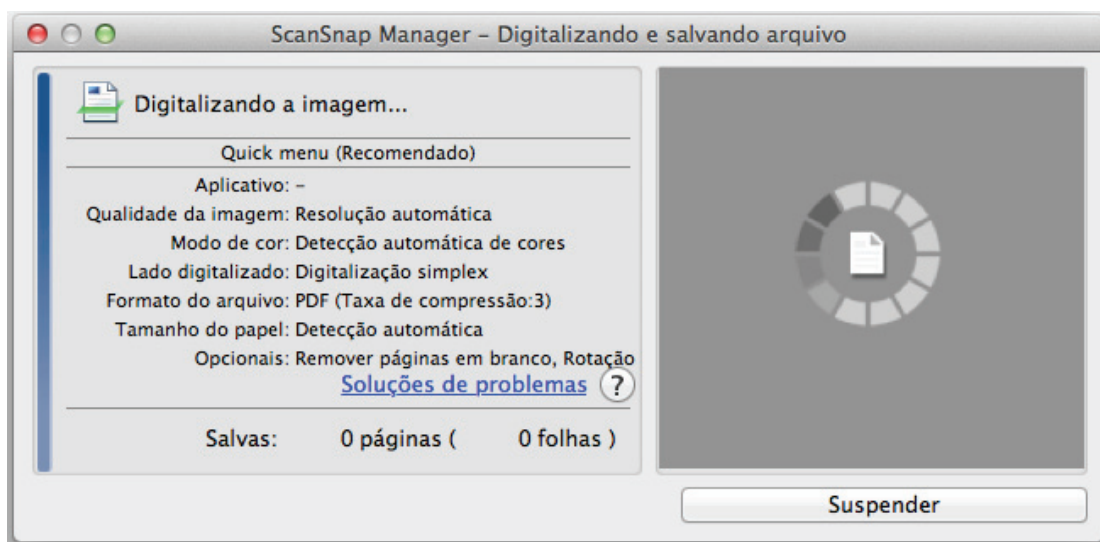 ScanSnap Manager – Digitalizando e salvando arquivo
Digitalizando a imagem...
Quick menu (Recomendado)
Aplicativo: –
Qualidade da imagem: Resolução automática
Modo de cor: Detecção automática de cores
Lado digitalizado: Digitalização simplex
Formato do arquivo: PDF (Taxa de compressão:3)
Tamanho do papel: Detecção automática
Opcionais: Remover páginas em branco, Rotação
Soluções de problemas ?
Salvas: 0 páginas ( 0 folhas )
Suspender